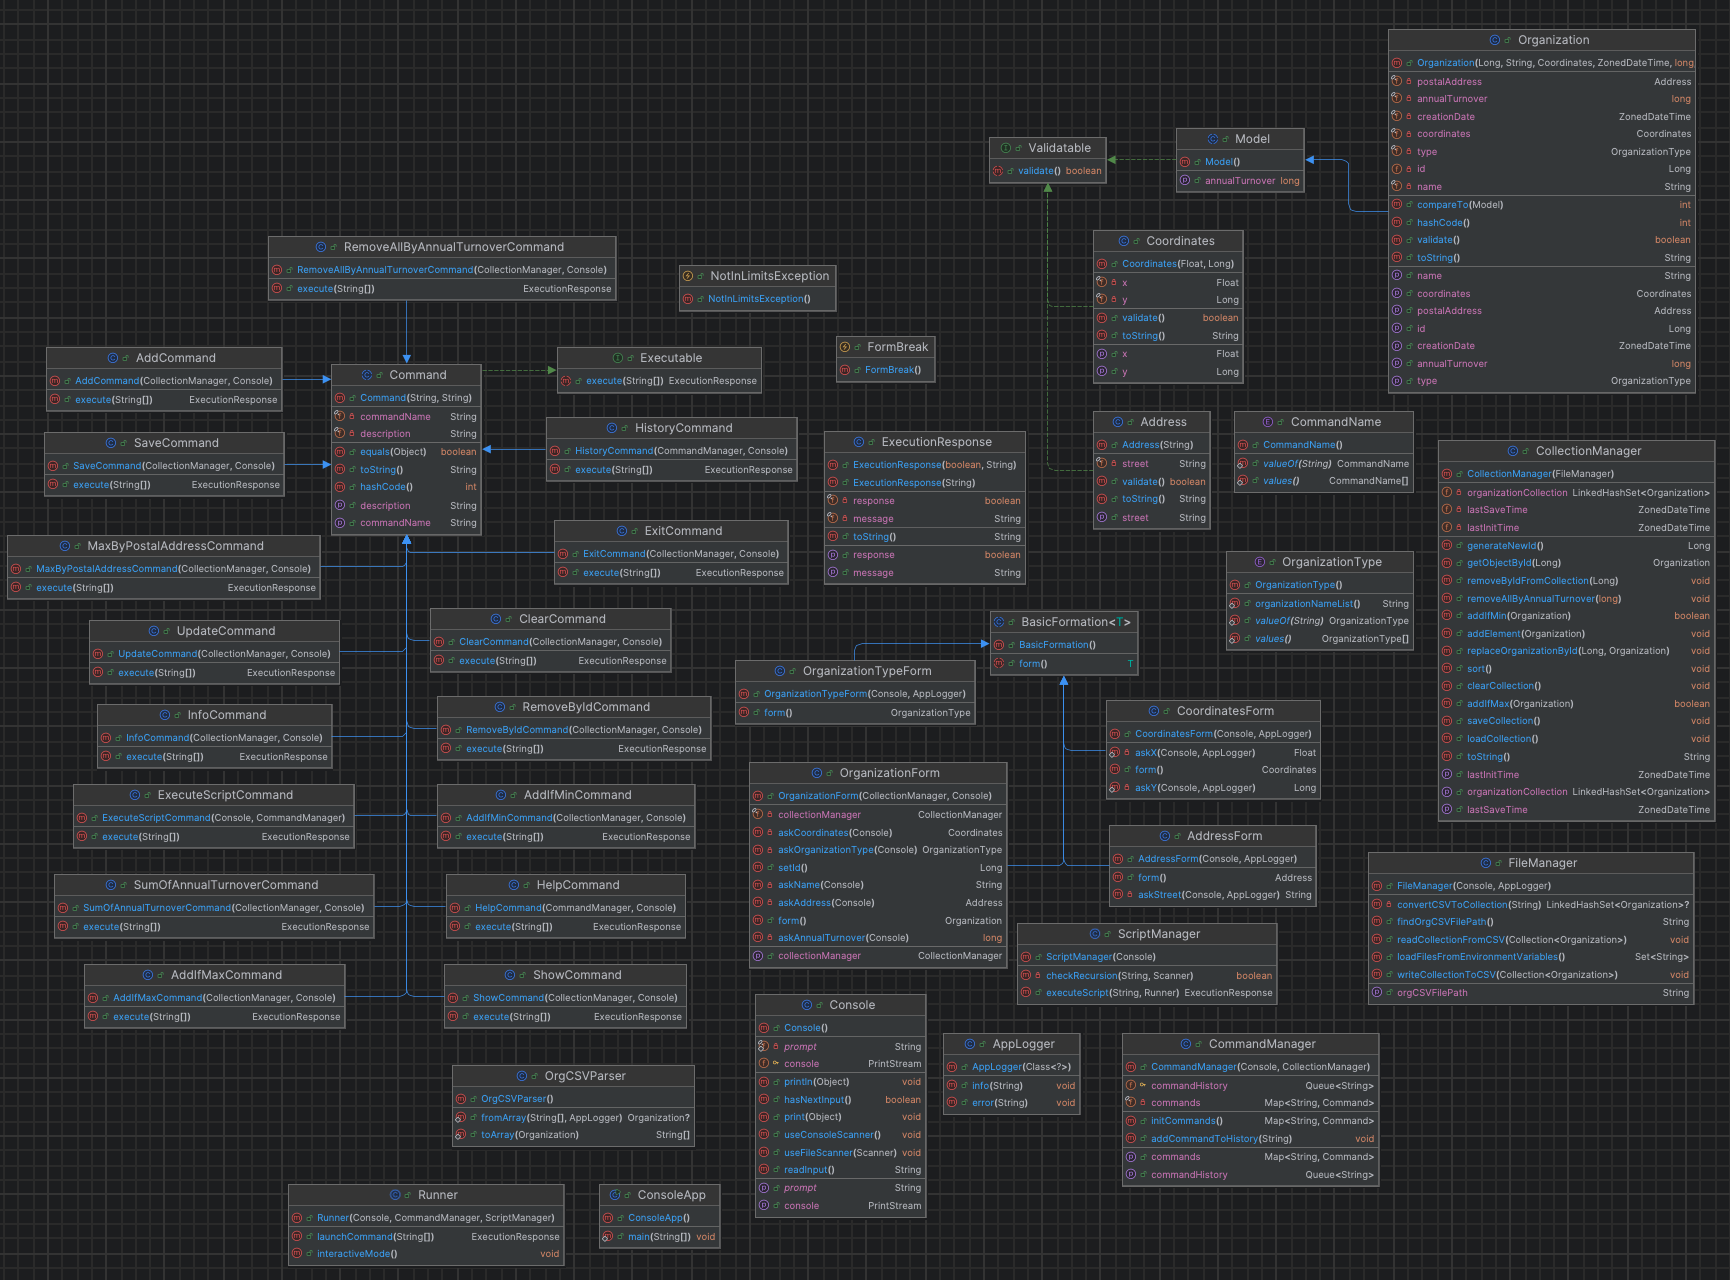 Organization
Organization(Long, String, Coordinates, ZonedDateTime, long
postalAddress Address
annualTurnover long
creationDate ZonedDateTime
coordinates Coordinates
type OrganizationType
id Long
name String
compareTo(Model) int
hashCode() int
validate() boolean
toString() String
name String
coordinates Coordinates
postalAddress Address
id Long
creationDate ZonedDateTime
annualTurnover long
type OrganizationType
Model
Model()
annualTurnover long
Validatable
validate() boolean
Coordinates
Coordinates(Float, Long)
x Float
y Long
validate() boolean
toString() String
x Float
y Long
RemoveAllByAnnualTurnoverCommand
RemoveAllByAnnualTurnoverCommand(CollectionManager, Console)
execute(String[]) ExecutionResponse
NotInLimitsException
NotInLimitsException()
FormBreak
FormBreak()
AddCommand
AddCommand(CollectionManager, Console)
execute(String[]) ExecutionResponse
Command
Command(String, String)
commandName String
description String
equals(Object) boolean
toString() String
hashCode() int
description String
commandName String
Executable
execute(String[]) ExecutionResponse
SaveCommand
SaveCommand(CollectionManager, Console)
execute(String[]) ExecutionResponse
HistoryCommand
HistoryCommand(CommandManager, Console)
execute(String[]) ExecutionResponse
ExecutionResponse
ExecutionResponse(boolean, String)
ExecutionResponse(String)
response boolean
message String
toString() String
response boolean
message String
Address
Address(String)
street String
validate() boolean
toString() String
street String
CommandName
CommandName()
valueOf(String) CommandName
values() CommandName[]
CollectionManager
CollectionManager(FileManager)
organizationCollection LinkedHashSet<Organization>
lastSaveTime ZonedDateTime
lastInitTime ZonedDateTime
generateNewId() Long
getObjectById(Long) Organization
removeByIdFromCollection(Long) void
removeAllByAnnualTurnover(long) void
addIfMin(Organization) boolean
addElement(Organization) void
replaceOrganizationById(Long, Organization) void
sort() void
clearCollection() void
addIfMax(Organization) boolean
saveCollection() void
loadCollection() void
toString() String
lastInitTime ZonedDateTime
organizationCollection LinkedHashSet<Organization>
lastSaveTime ZonedDateTime
MaxByPostalAddressCommand
MaxByPostalAddressCommand(CollectionManager, Console)
execute(String[]) ExecutionResponse
ExitCommand
ExitCommand(CollectionManager, Console)
execute(String[]) ExecutionResponse
OrganizationType
OrganizationType()
organizationNameList() String
valueOf(String) OrganizationType
values() OrganizationType[]
UpdateCommand
UpdateCommand(CollectionManager, Console)
execute(String[]) ExecutionResponse
ClearCommand
ClearCommand(CollectionManager, Console)
execute(String[]) ExecutionResponse
BasicFormation<T>
BasicFormation()
form() T
OrganizationTypeForm
OrganizationTypeForm(Console, AppLogger)
form() OrganizationType
InfoCommand
InfoCommand(CollectionManager, Console)
execute(String[]) ExecutionResponse
RemoveByIdCommand
RemoveByIdCommand(CollectionManager, Console)
execute(String[]) ExecutionResponse
CoordinatesForm
CoordinatesForm(Console, AppLogger)
askX(Console, AppLogger) Float
form() Coordinates
askY(Console, AppLogger) Long
OrganizationForm
OrganizationForm(CollectionManager, Console)
collectionManager CollectionManager
askCoordinates(Console) Coordinates
askOrganizationType(Console) OrganizationType
setId() Long
askName(Console) String
askAddress(Console) Address
form() Organization
askAnnualTurnover(Console) long
collectionManager CollectionManager
ExecuteScriptCommand
ExecuteScriptCommand(Console, CommandManager)
execute(String[]) ExecutionResponse
AddIfMinCommand
AddIfMinCommand(CollectionManager, Console)
execute(String[]) ExecutionResponse
AddressForm
AddressForm(Console, AppLogger)
form() Address
askStreet(Console, AppLogger) String
FileManager
FileManager(Console, AppLogger)
convertCSVToCollection(String) LinkedHashSet<Organization>?
findOrgCSVFilePath() String
readCollectionFromCSV(Collection<Organization>) void
loadFilesFromEnvironmentVariables() Set<String>
writeCollectionToCSV(Collection<Organization>) void
orgCSVFilePath String
SumOfAnnualTurnoverCommand
SumOfAnnualTurnoverCommand(CollectionManager, Console)
execute(String[]) ExecutionResponse
HelpCommand
HelpCommand(CommandManager, Console)
execute(String[]) ExecutionResponse
ScriptManager
ScriptManager(Console)
checkRecursion(String, Scanner) boolean
executeScript(String, Runner) ExecutionResponse
AddIfMaxCommand
AddIfMaxCommand(CollectionManager, Console)
execute(String[]) ExecutionResponse
ShowCommand
ShowCommand(CollectionManager, Console)
execute(String[]) ExecutionResponse
Console
Console()
prompt String
console PrintStream
println(Object) void
hasNextInput() boolean
print(Object) void
useConsoleScanner() void
useFileScanner(Scanner) void
readInput() String
prompt String
console PrintStream
AppLogger
AppLogger(Class<?>)
info(String) void
error(String) void
CommandManager
CommandManager(Console, CollectionManager)
commandHistory Queue<String>
commands Map<String, Command>
initCommands() Map<String, Command>
addCommandToHistory(String) void
commands Map<String, Command>
commandHistory Queue<String>
OrgCSVParser
OrgCSVParser()
fromArray(String[], AppLogger) Organization?
toArray(Organization) String[]
Runner
Runner(Console, CommandManager, ScriptManager)
launchCommand(String[]) ExecutionResponse
interactiveMode() void
ConsoleApp
ConsoleApp()
main(String[]) void